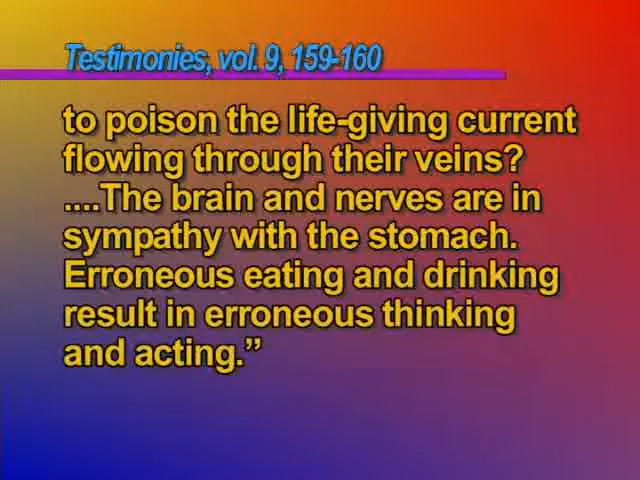 Testimonies, vol. 9, 159-160
to poison the life-giving current
flowing through their veins?
....The brain and nerves are in
sympathy with the stomach.
Erroneous eating and drinking
result in erroneous thinking
and acting.”